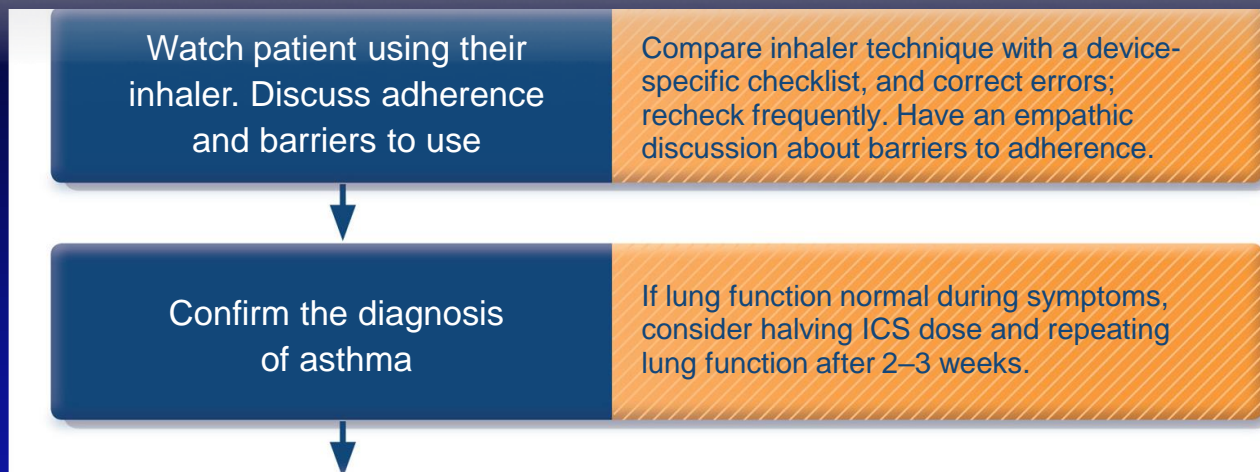 Watch patient using their
inhaler. Discuss adherence
and barriers to use
Compare inhaler technique with a device-
specific checklist, and correct errors;
recheck frequently. Have an empathic
discussion about barriers to adherence.
Confirm the diagnosis
of asthma
If lung function normal during symptoms,
consider halving ICS dose and repeating
lung function after 2–3 weeks.